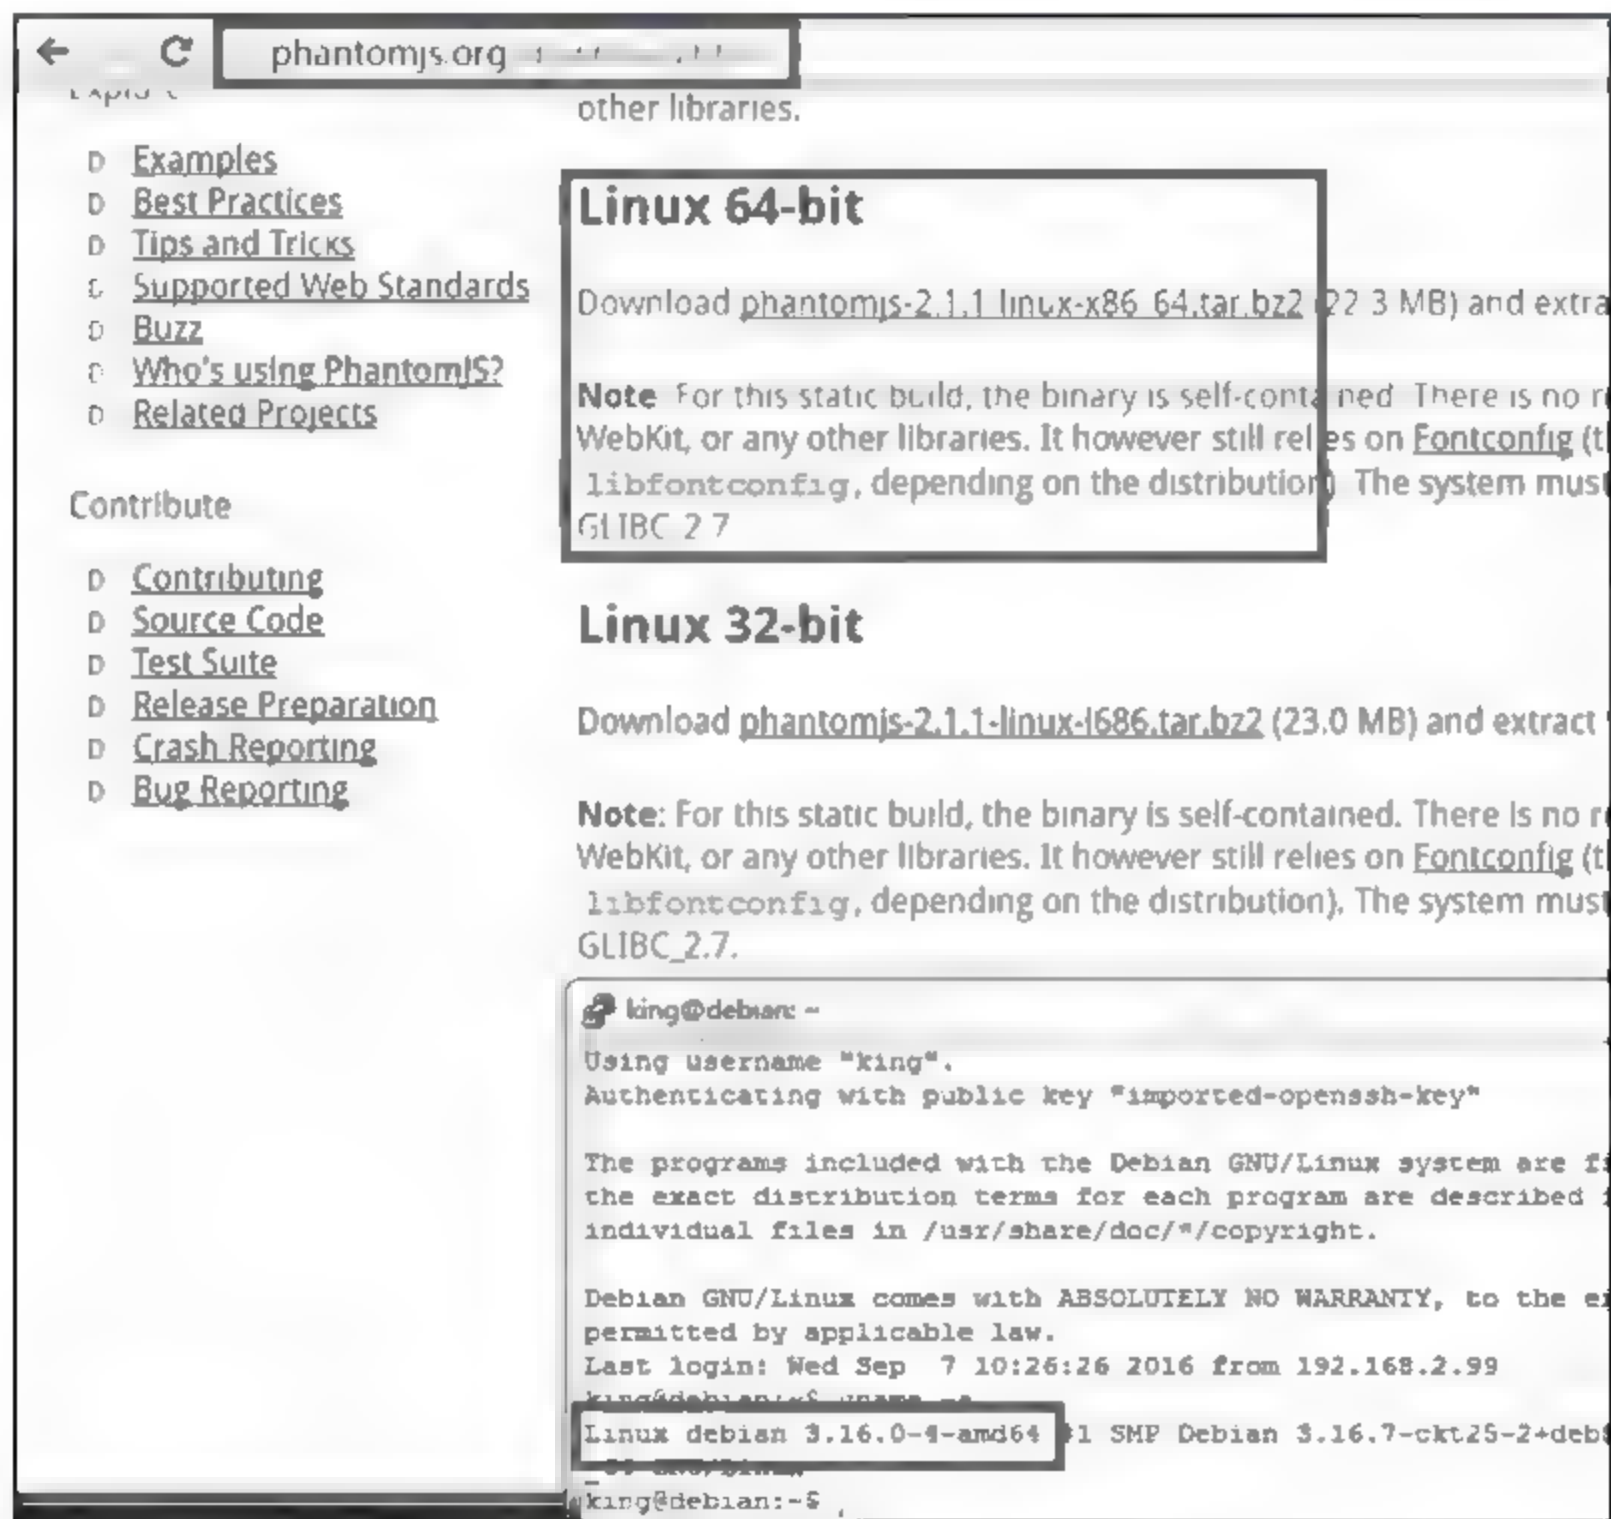 phantomjs.org
Explore
Examples
Best Practices
Tips and Tricks
Supported Web Standards
Buzz
Who's using PhantomJS?
Related Projects
Contribute
Contributing
Source Code
Test Suite
Release Preparation
Crash Reporting
Bug Reporting
other libraries.
Linux 64-bit
Download phantomjs-2.1.1-linux-x86_64.tar.bz2 (22.3 MB) and extra
Note: For this static build, the binary is self-contained. There is no r
WebKit, or any other libraries. It however still relies on Fontconfig (t
libfontconfig, depending on the distribution). The system must
GLIBC_2.7
Linux 32-bit
Download phantomjs-2.1.1-linux-i686.tar.bz2 (23.0 MB) and extract
Note: For this static build, the binary is self-contained. There is no r
WebKit, or any other libraries. It however still relies on Fontconfig (t
libfontconfig, depending on the distribution). The system must
GLIBC_2.7.
king@debian: ~
Using username "king".
Authenticating with public key "imported-openssh-key"
The programs included with the Debian GNU/Linux system are f
the exact distribution terms for each program are described
individual files in /usr/share/doc/*/copyright.
Debian GNU/Linux comes with ABSOLUTELY NO WARRANTY, to the e
permitted by applicable law.
Last login: Wed Sep 7 10:26:26 2016 from 192.168.2.99
king@debian:~$ uname -a
Linux debian 3.16.0-4-amd64 #1 SMP Debian 3.16.7-ckt25-2+deb8
GNU/Linux
king@debian:~$